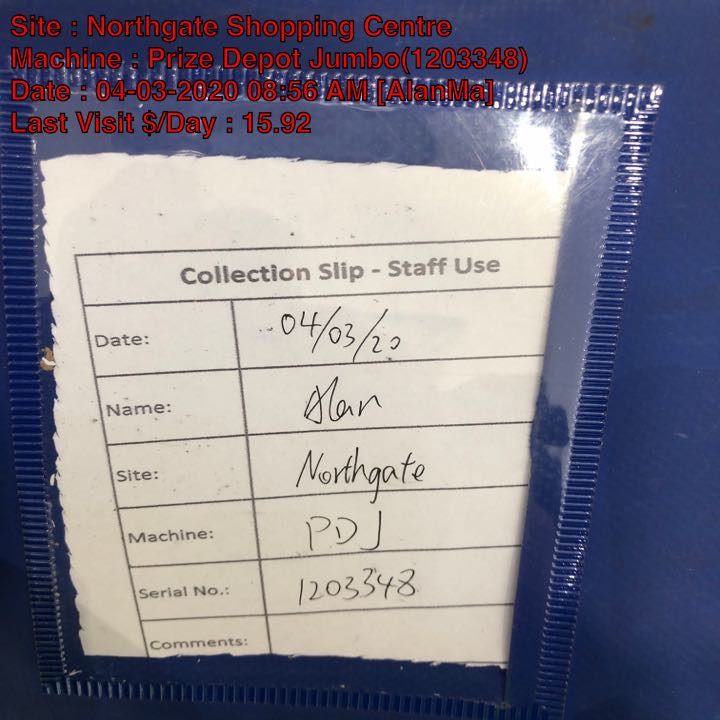 Site : Northgate Shopping Centre
Machine : Prize Depot Jumbo(1203348)
Date : 04-03-2020 08:56 AM [AlanMa]
Last Visit $/Day : 15.92
Collection Slip - Staff Use
Date: 04/03/20
Name: Alan
Site: Northgate
Machine: PDJ
Serial No.: 1203348
Comments: